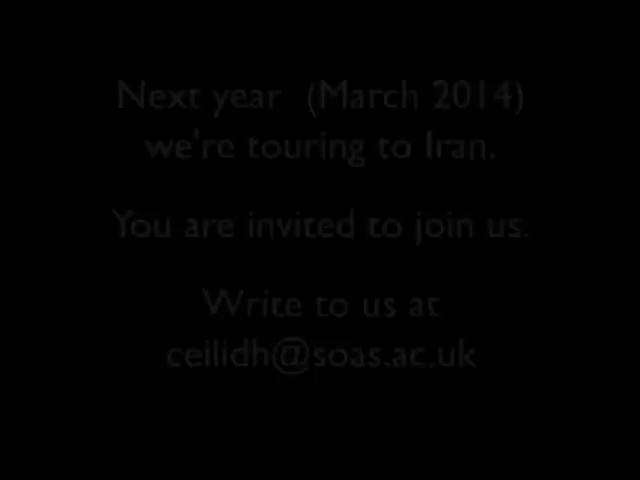 Next year (March 2014)
we're touring to Iran.
You are invited to join us.
Write to us at
ceilidh@soas.ac.uk